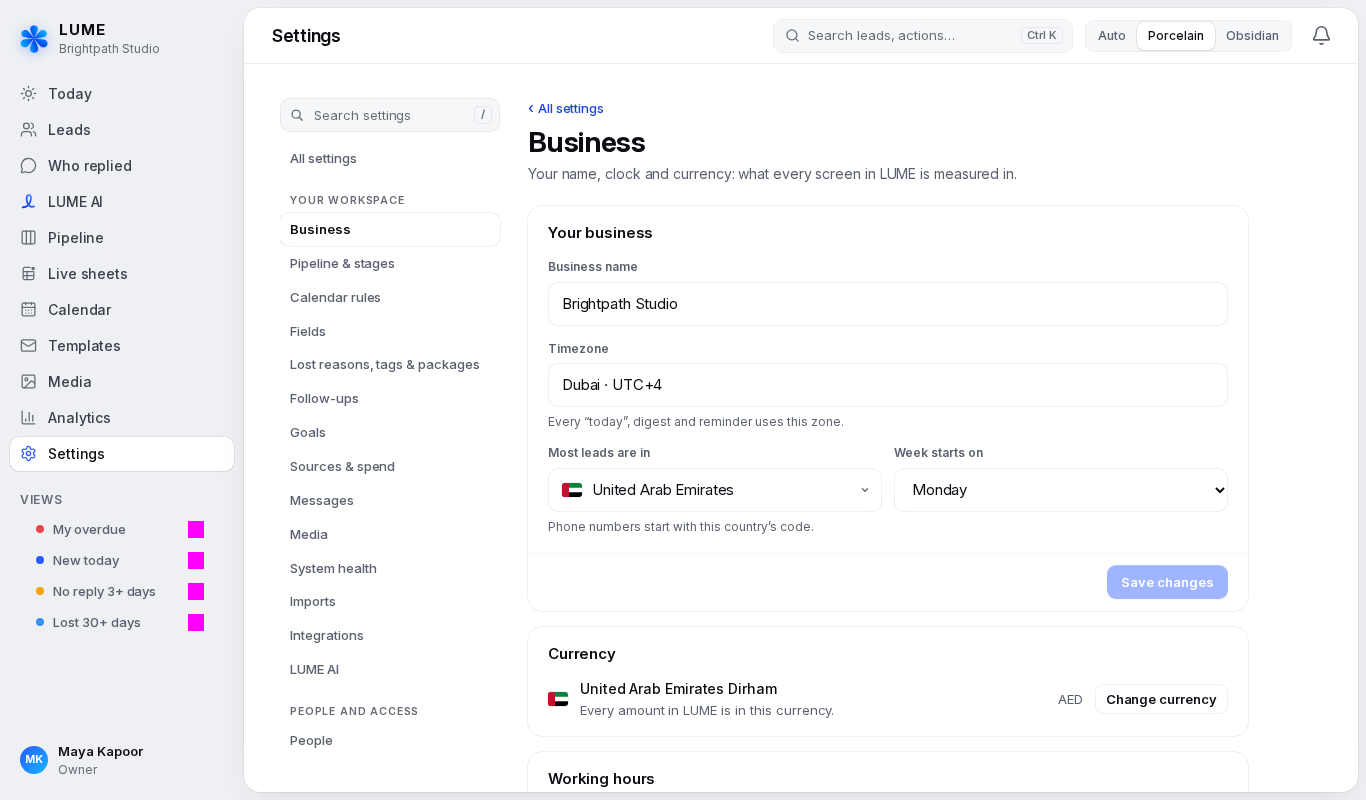 LUME
Brightpath Studio
Today
Leads
Who replied
LUME AI
Pipeline
Live sheets
Calendar
Templates
Media
Analytics
Settings
VIEWS
My overdue
New today
No reply 3+ days
Lost 30+ days
MK
Maya Kapoor
Owner
Settings
Search leads, actions…
Ctrl K
Auto
Porcelain
Obsidian
Search settings
/
All settings
YOUR WORKSPACE
Business
Pipeline & stages
Calendar rules
Fields
Lost reasons, tags & packages
Follow-ups
Goals
Sources & spend
Messages
Media
System health
Imports
Integrations
LUME AI
PEOPLE AND ACCESS
People
‹ All settings
Business
Your name, clock and currency: what every screen in LUME is measured in.
Your business
Business name
Brightpath Studio
Timezone
Dubai · UTC+4
Every “today”, digest and reminder uses this zone.
Most leads are in
Week starts on
United Arab Emirates
Monday
Phone numbers start with this country’s code.
Save changes
Currency
United Arab Emirates Dirham
Every amount in LUME is in this currency.
AED
Change currency
Working hours